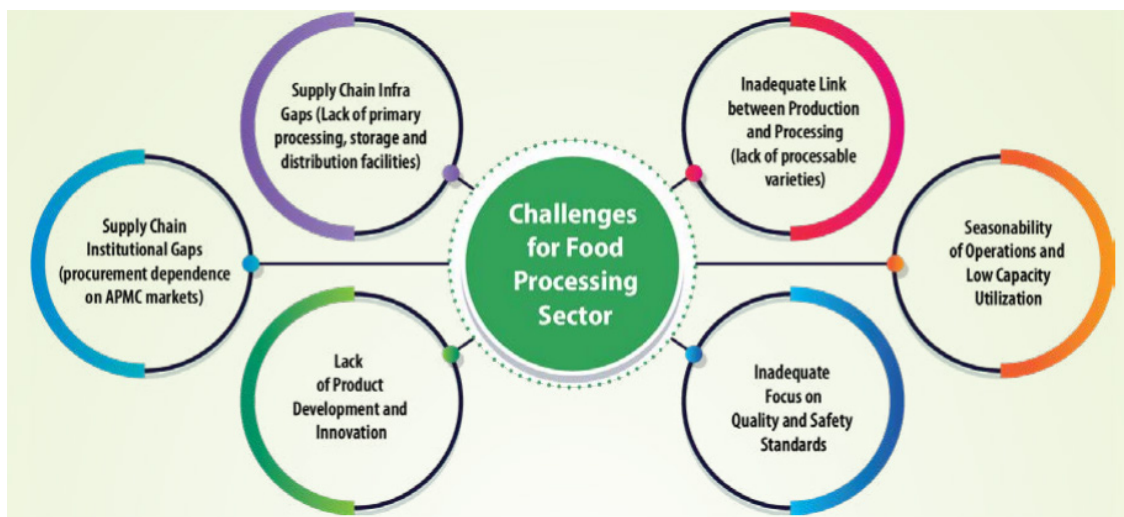 Supply Chain Infra
Gaps (Lack of primary
processing, storage and
distribution facilities)
Inadequate Link
between Production
and Processing
(lack of processable
varieties)
Supply Chain
Institutional Gaps
(procurement dependence
on APMC markets)
Challenges
for Food
Processing
Sector
Seasonability
of Operations and
Low Capacity
Utilization
Lack
of Product
Development and
Innovation
Inadequate
Focus on
Quality and Safety
Standards